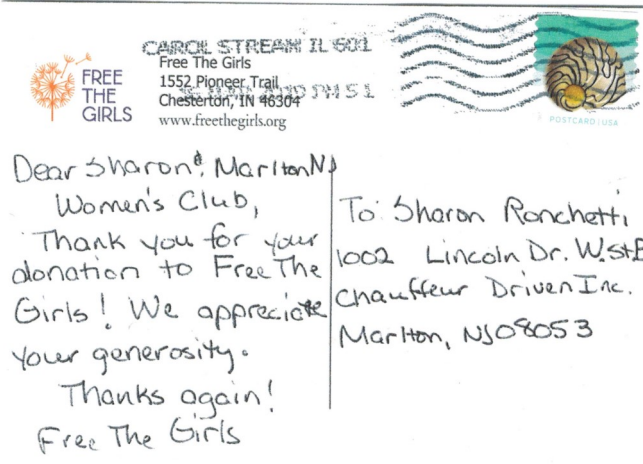 CAROL STREAM IL 601
FREE
THE
GIRLS
Free The Girls
1552 Pioneer Trail
Chesterton, IN 46304
www.freethegirls.org
PM 5 L
POSTCARD | USA
Dear Sharon & Marlton NJ
Women's Club,
Thank you for your
donation to Free The
Girls! We appreciate
your generosity.
Thanks again!
Free The Girls
To Sharon Ronchetti
1002 Lincoln Dr. W. St
Chauffeur Driven Inc.
Marlton, NJ 08053